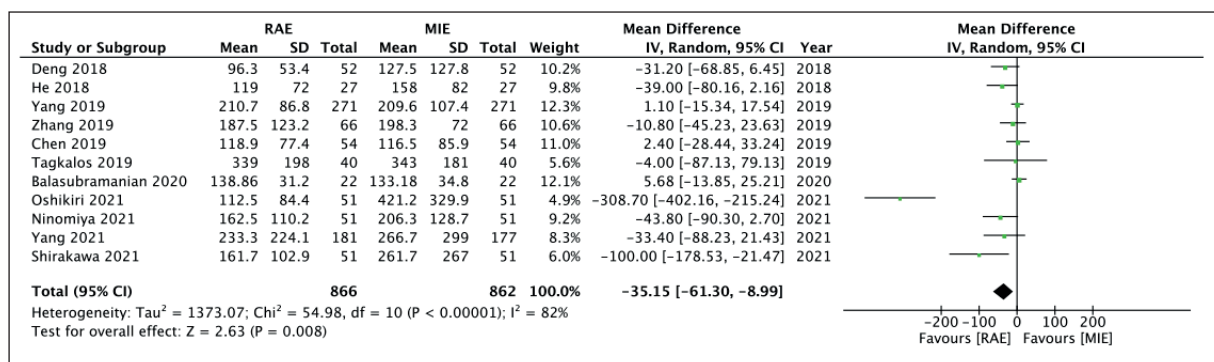 RAE MIE Mean Difference Mean Difference
Study or Subgroup Mean SD Total Mean SD Total Weight IV, Random, 95% CI Year IV, Random, 95% CI
Deng 2018 96.3 53.4 52 127.5 127.8 52 10.2% −31.20 [−68.85, 6.45] 2018
He 2018 119 72 27 158 82 27 9.8% −39.00 [−80.16, 2.16] 2018
Yang 2019 210.7 86.8 271 209.6 107.4 271 12.3% 1.10 [−15.34, 17.54] 2019
Zhang 2019 187.5 123.2 66 198.3 72 66 10.6% −10.80 [−45.23, 23.63] 2019
Chen 2019 118.9 77.4 54 116.5 85.9 54 11.0% 2.40 [−28.44, 33.24] 2019
Tagkalos 2019 339 198 40 343 181 40 5.6% −4.00 [−87.13, 79.13] 2019
Balasubramanian 2020 138.86 31.2 22 133.18 34.8 22 12.1% 5.68 [−13.85, 25.21] 2020
Oshikiri 2021 112.5 84.4 51 421.2 329.9 51 4.9% −308.70 [−402.16, −215.24] 2021
Ninomiya 2021 162.5 110.2 51 206.3 128.7 51 9.2% −43.80 [−90.30, 2.70] 2021
Yang 2021 233.3 224.1 181 266.7 299 177 8.3% −33.40 [−88.23, 21.43] 2021
Shirakawa 2021 161.7 102.9 51 261.7 267 51 6.0% −100.00 [−178.53, −21.47] 2021
Total (95% CI) 866 862 100.0% −35.15 [−61.30, −8.99]
Heterogeneity: Tau² = 1373.07; Chi² = 54.98, df = 10 (P < 0.00001); I² = 82%
Test for overall effect: Z = 2.63 (P = 0.008)
−200 −100 0 100 200
Favours [RAE] Favours [MIE]